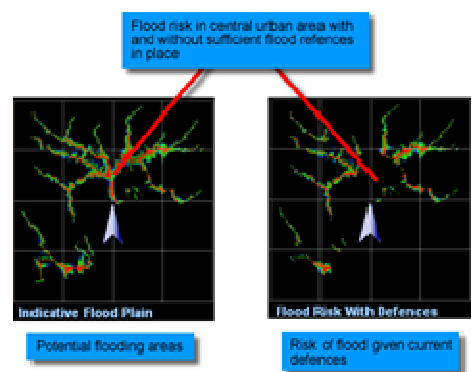 Flood risk in central urban area with
and without sufficient flood refences
in place
Indicative Flood Plain
Flood Risk With Defences
Potential flooding areas
Risk of flood given current
defences